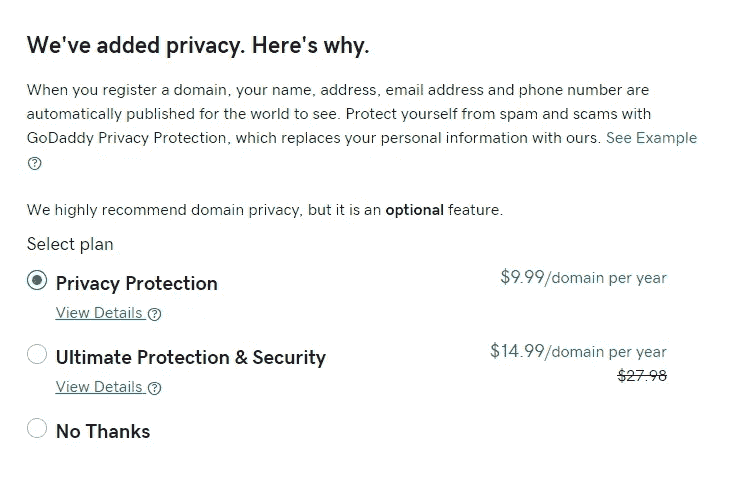 We've added privacy. Here's why.
When you register a domain, your name, address, email address and phone number are
automatically published for the world to see. Protect yourself from spam and scams with
GoDaddy Privacy Protection, which replaces your personal information with ours. See Example
?
We highly recommend domain privacy, but it is an optional feature.
Select plan
Privacy Protection $9.99/domain per year
View Details ?
Ultimate Protection & Security $14.99/domain per year
$27.98
View Details ?
No Thanks